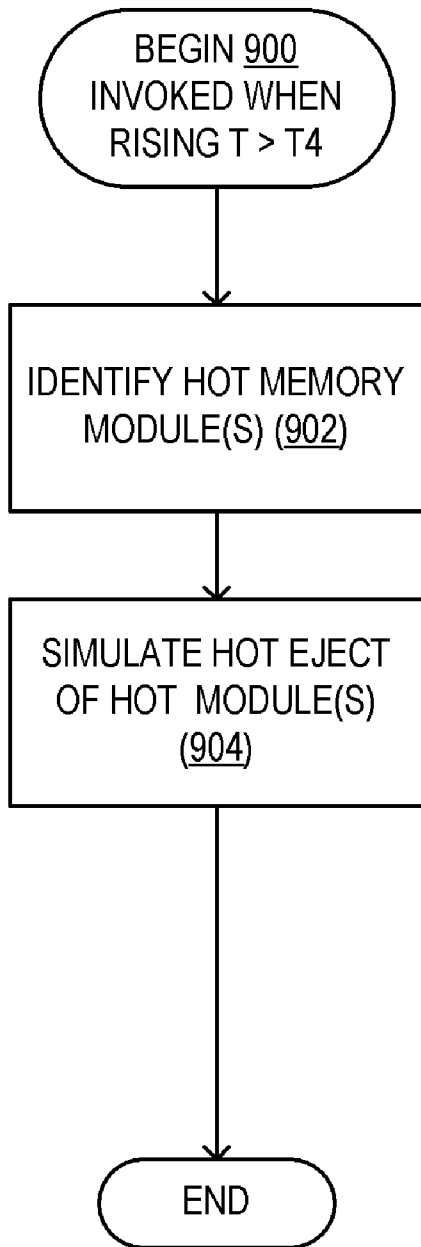 BEGIN 900
INVOKED WHEN
RISING T > T4
IDENTIFY HOT MEMORY
MODULE(S) (902)
SIMULATE HOT EJECT
OF HOT MODULE(S)
(904)
END